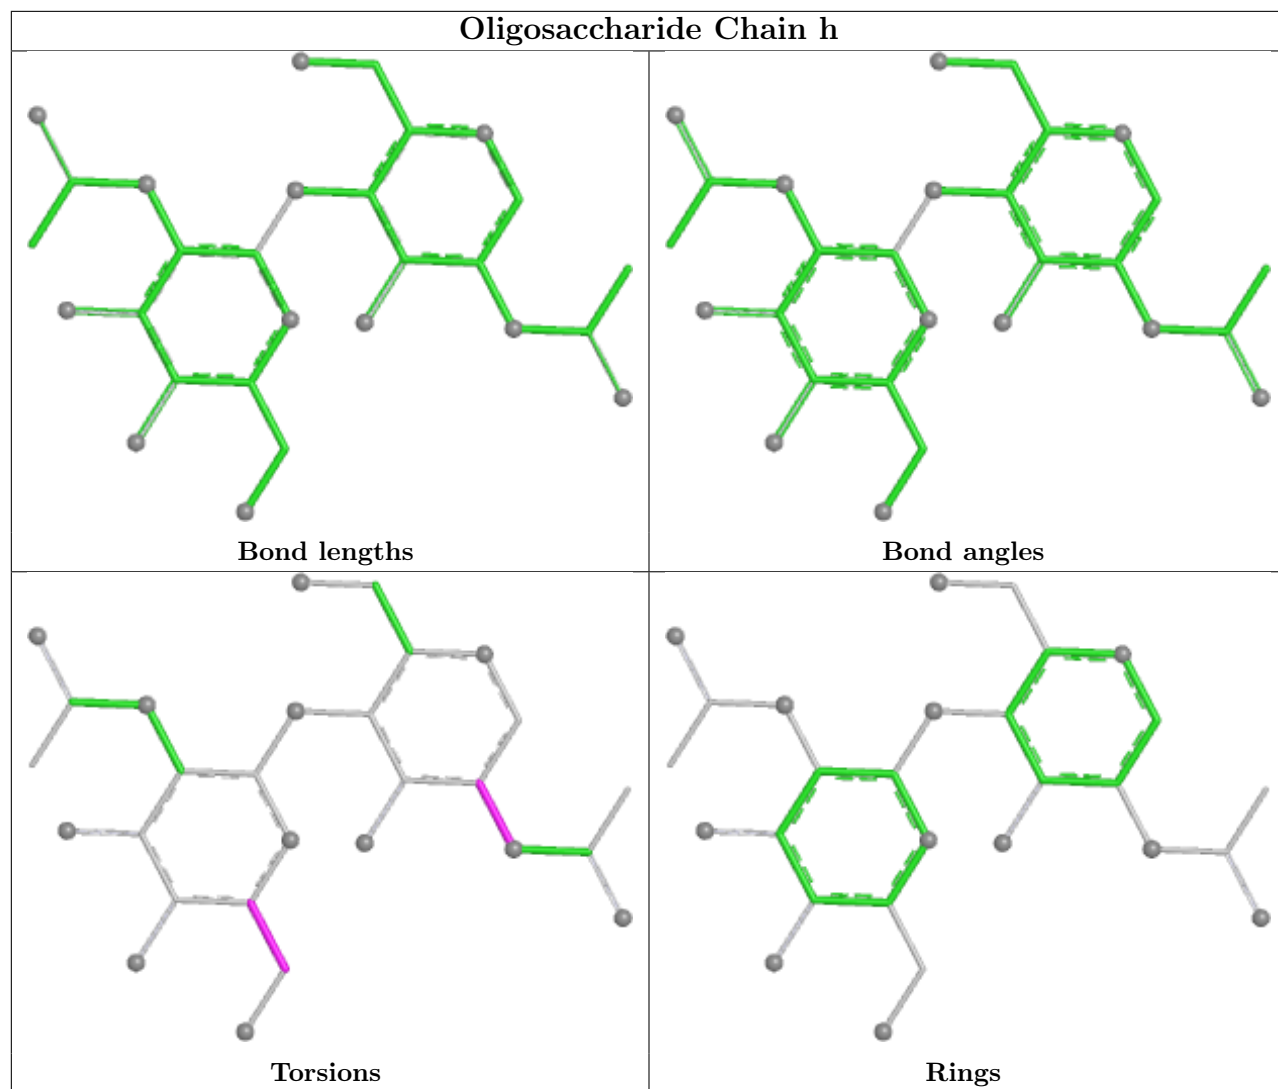 Oligosaccharide Chain h
Bond lengths
Bond angles
Torsions
Rings